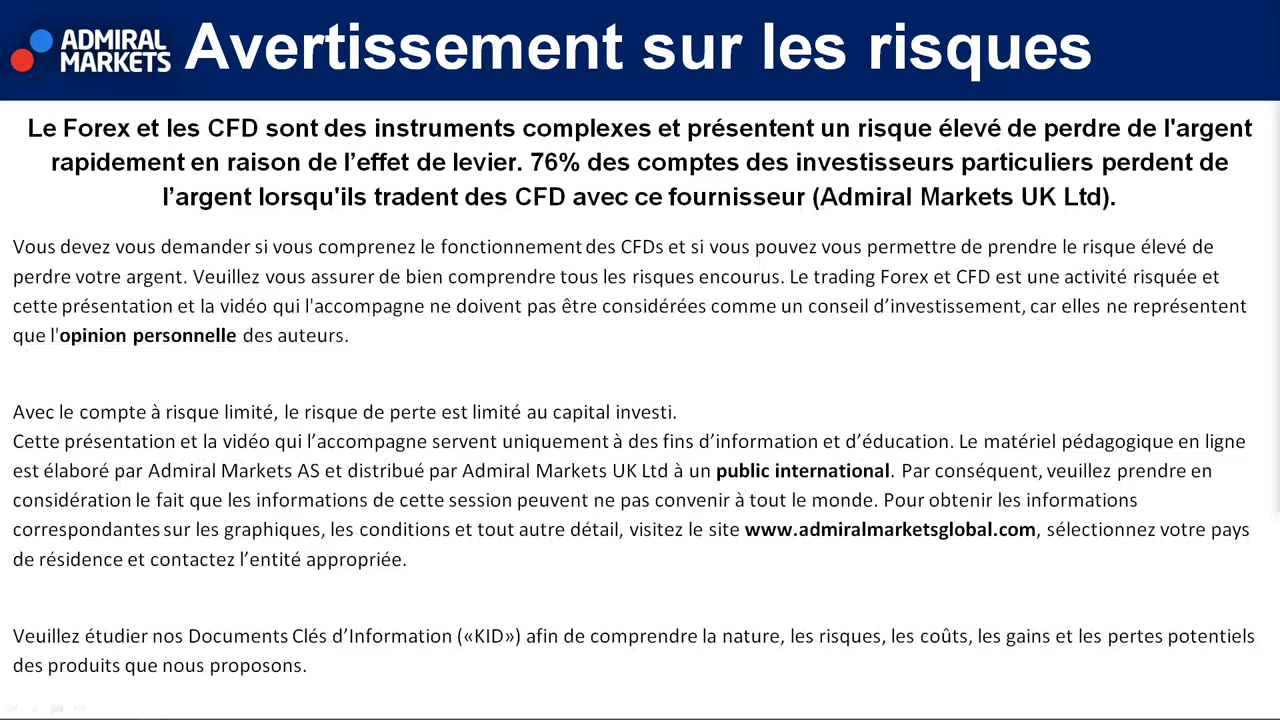 ADMIRAL
MARKETS
Avertissement sur les risques
Le Forex et les CFD sont des instruments complexes et présentent un risque élevé de perdre de l'argent
rapidement en raison de l’effet de levier. 76% des comptes des investisseurs particuliers perdent de
l’argent lorsqu'ils tradent des CFD avec ce fournisseur (Admiral Markets UK Ltd).
Vous devez vous demander si vous comprenez le fonctionnement des CFDs et si vous pouvez vous permettre de prendre le risque élevé de
perdre votre argent. Veuillez vous assurer de bien comprendre tous les risques encourus. Le trading Forex et CFD est une activité risquée et
cette présentation et la vidéo qui l'accompagne ne doivent pas être considérées comme un conseil d’investissement, car elles ne représentent
que l'opinion personnelle des auteurs.
Avec le compte à risque limité, le risque de perte est limité au capital investi.
Cette présentation et la vidéo qui l’accompagne servent uniquement à des fins d’information et d’éducation. Le matériel pédagogique en ligne
est élaboré par Admiral Markets AS et distribué par Admiral Markets UK Ltd à un public international. Par conséquent, veuillez prendre en
considération le fait que les informations de cette session peuvent ne pas convenir à tout le monde. Pour obtenir les informations
correspondantes sur les graphiques, les conditions et tout autre détail, visitez le site www.admiralmarketsglobal.com, sélectionnez votre pays
de résidence et contactez l’entité appropriée.
Veuillez étudier nos Documents Clés d’Information («KID») afin de comprendre la nature, les risques, les coûts, les gains et les pertes potentiels
des produits que nous proposons.